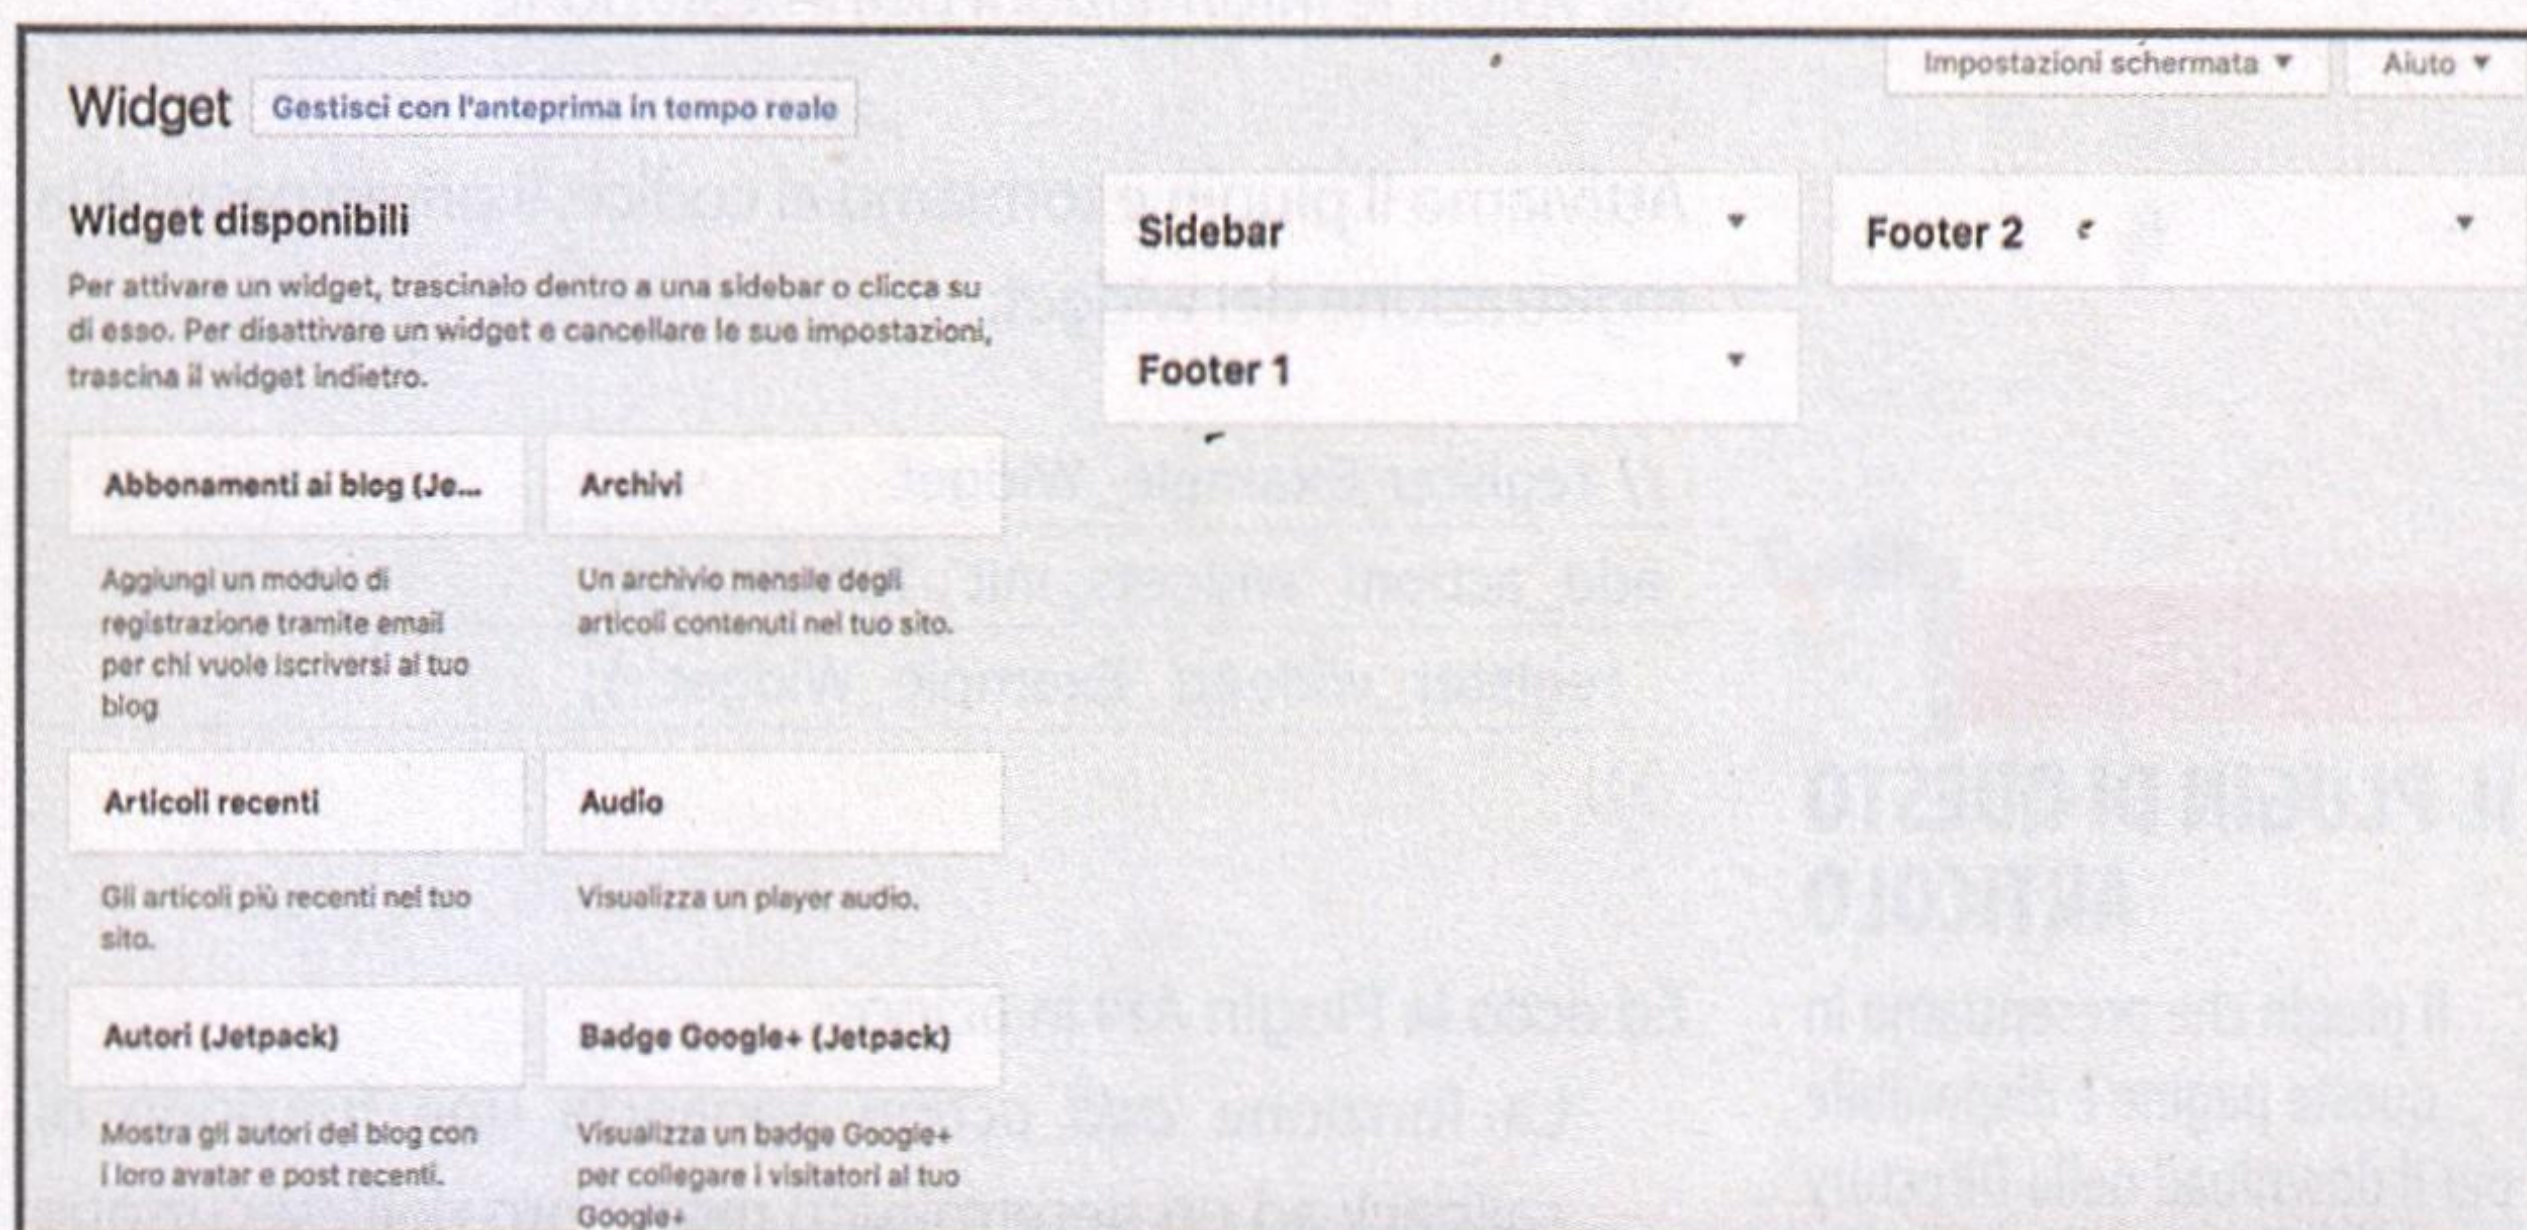 Impostazioni schermata ▼
Aiuto ▼
Widget
Gestisci con l'anteprima in tempo reale
Widget disponibili
Per attivare un widget, trascinalo dentro a una sidebar o clicca su
di esso. Per disattivare un widget e cancellare le sue impostazioni,
trascina il widget indietro.
Sidebar
Footer 2
Footer 1
Abbonamenti ai blog (Je...
Archivi
Aggiungi un modulo di
registrazione tramite email
per chi vuole iscriversi al tuo
blog
Un archivio mensile degli
articoli contenuti nel tuo sito.
Articoli recenti
Audio
Gli articoli più recenti nel tuo
sito.
Visualizza un player audio.
Autori (Jetpack)
Badge Google+ (Jetpack)
Mostra gli autori del blog con
i loro avatar e post recenti.
Visualizza un badge Google+
per collegare i visitatori al tuo
Google+